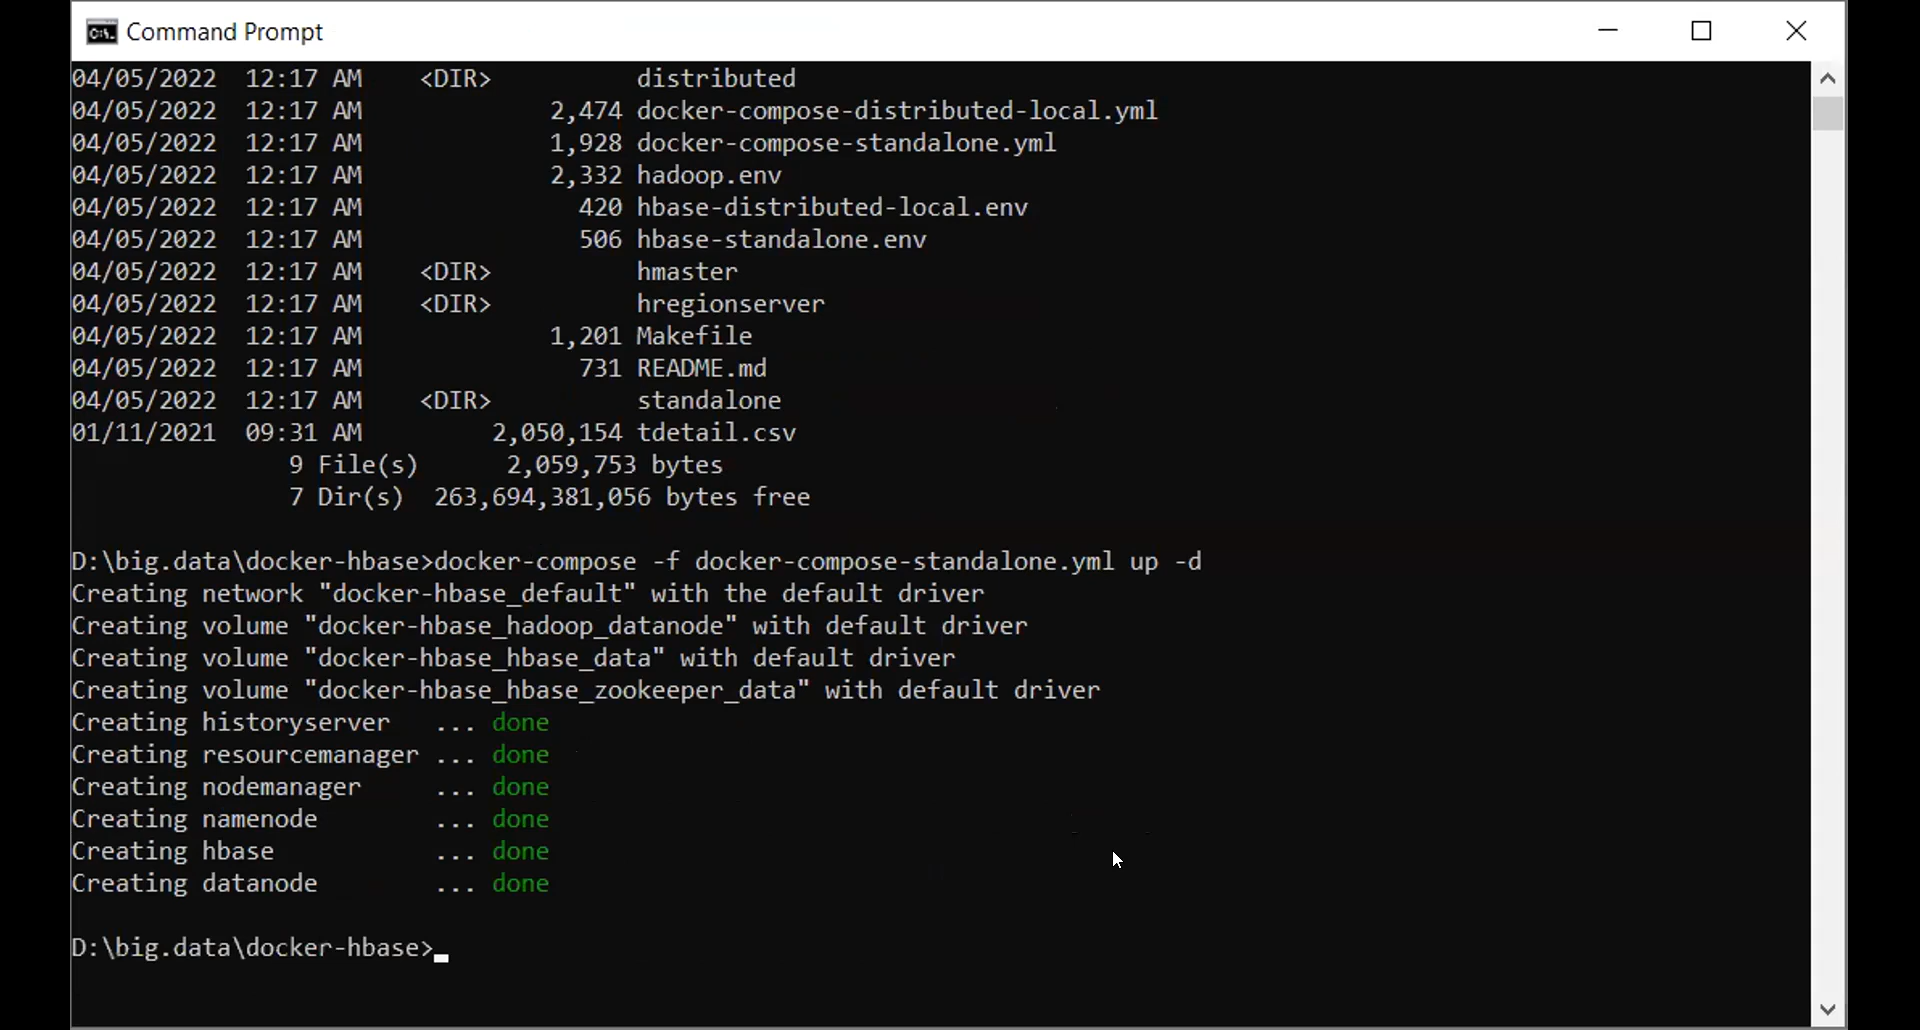 Command Prompt
04/05/2022  12:17 AM    <DIR>          distributed
04/05/2022  12:17 AM             2,474 docker-compose-distributed-local.yml
04/05/2022  12:17 AM             1,928 docker-compose-standalone.yml
04/05/2022  12:17 AM             2,332 hadoop.env
04/05/2022  12:17 AM               420 hbase-distributed-local.env
04/05/2022  12:17 AM               506 hbase-standalone.env
04/05/2022  12:17 AM    <DIR>          hmaster
04/05/2022  12:17 AM    <DIR>          hregionserver
04/05/2022  12:17 AM             1,201 Makefile
04/05/2022  12:17 AM               731 README.md
04/05/2022  12:17 AM    <DIR>          standalone
01/11/2021  09:31 AM         2,050,154 tdetail.csv
               9 File(s)      2,059,753 bytes
               7 Dir(s)  263,694,381,056 bytes free
D:\big.data\docker-hbase>docker-compose -f docker-compose-standalone.yml up -d
Creating network "docker-hbase_default" with the default driver
Creating volume "docker-hbase_hadoop_datanode" with default driver
Creating volume "docker-hbase_hbase_data" with default driver
Creating volume "docker-hbase_hbase_zookeeper_data" with default driver
Creating historyserver   ... done
Creating resourcemanager ... done
Creating nodemanager     ... done
Creating namenode        ... done
Creating hbase           ... done
Creating datanode        ... done
D:\big.data\docker-hbase>